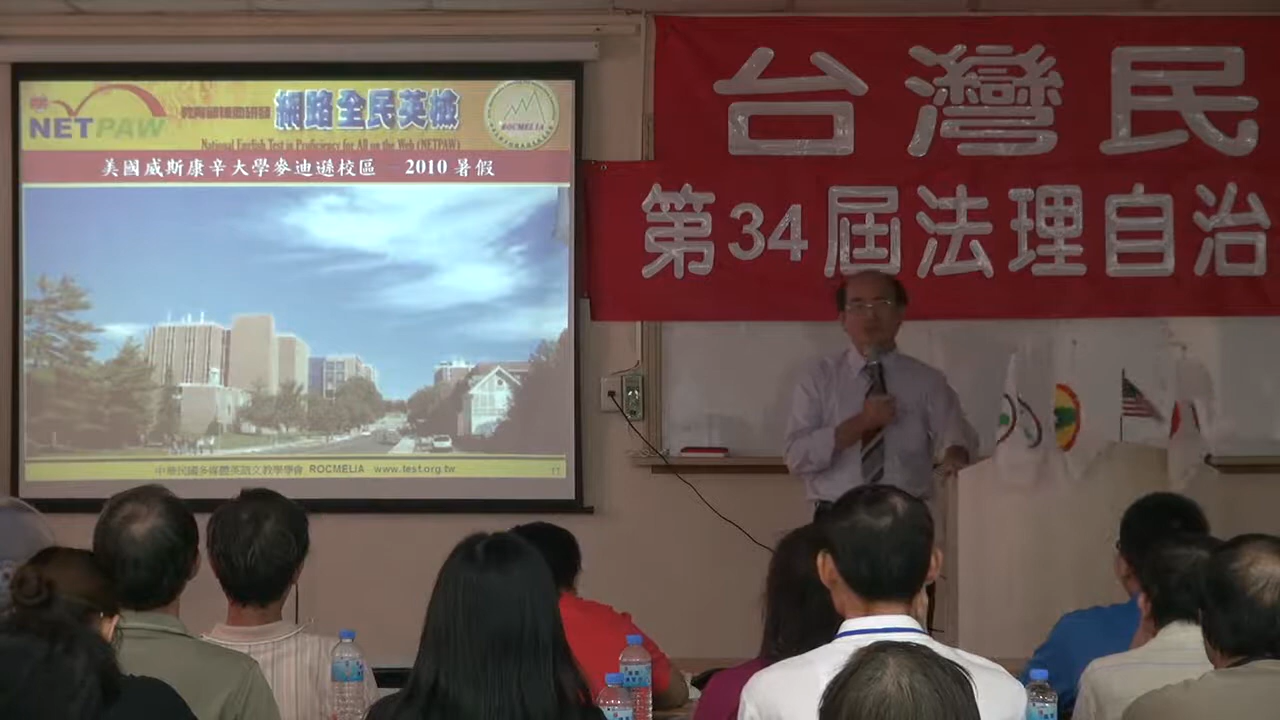 NETPAW
網路全民英檢
National English Test in Proficiency for All on the Web (NETPAW)
ROCMELIA
美國威斯康辛大學麥迪遜校區 - 2010 暑假
中華民國多媒體英語文教學學會 ROCMELIA www.test.org.tw
11
台灣民
第34屆法理自治